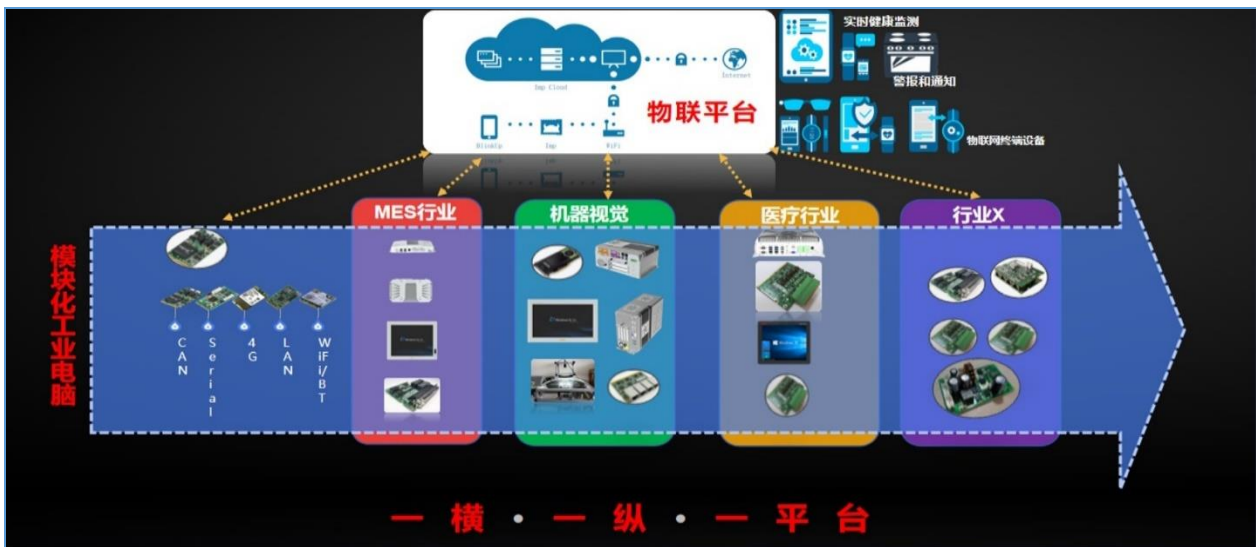 实时健康监测
警报和通知
物联网终端设备
Imp Cloud
Internet
物联平台
BlinkUp
Imp
WiFi
MES行业
机器视觉
医疗行业
行业X
模块化工业电脑
CAN
Serial
4G
LAN
WiFi/BT
一横·一纵·一平台